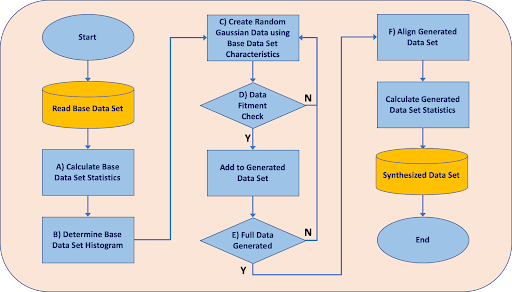 Start
Read Base Data Set
A) Calculate Base
Data Set Statistics
B) Determine Base
Data Set Histogram
C) Create Random
Gaussian Data using
Base Data Set
Characteristics
D) Data
Fitment
Check
N
Y
Add to Generated
Data Set
E) Full Data
Generated
N
Y
F) Align Generated
Data Set
Calculate Generated
Data Set Statistics
Synthesized Data Set
End